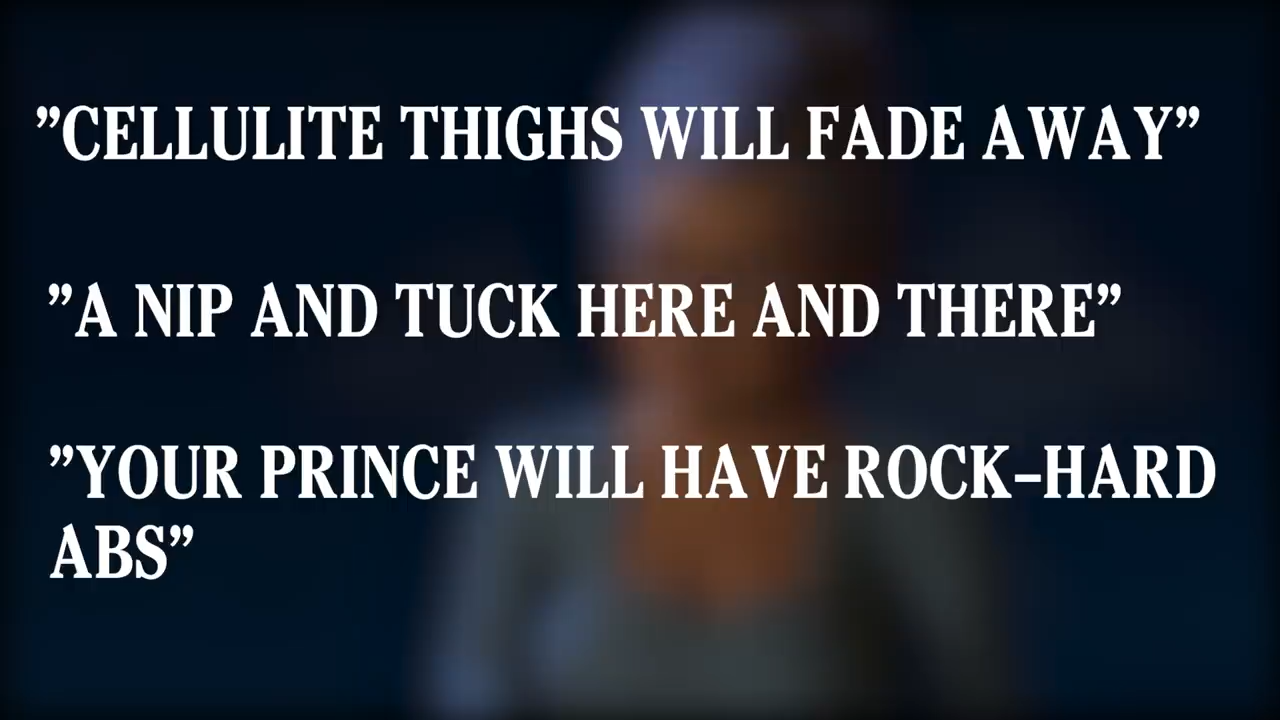 ”CELLULITE THIGHS WILL FADE AWAY”
”A NIP AND TUCK HERE AND THERE”
”YOUR PRINCE WILL HAVE ROCK-HARD
ABS”